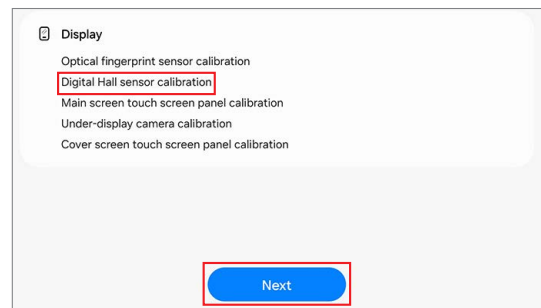 Display
Optical fingerprint sensor calibration
Digital Hall sensor calibration
Main screen touch screen panel calibration
Under-display camera calibration
Cover screen touch screen panel calibration
Next